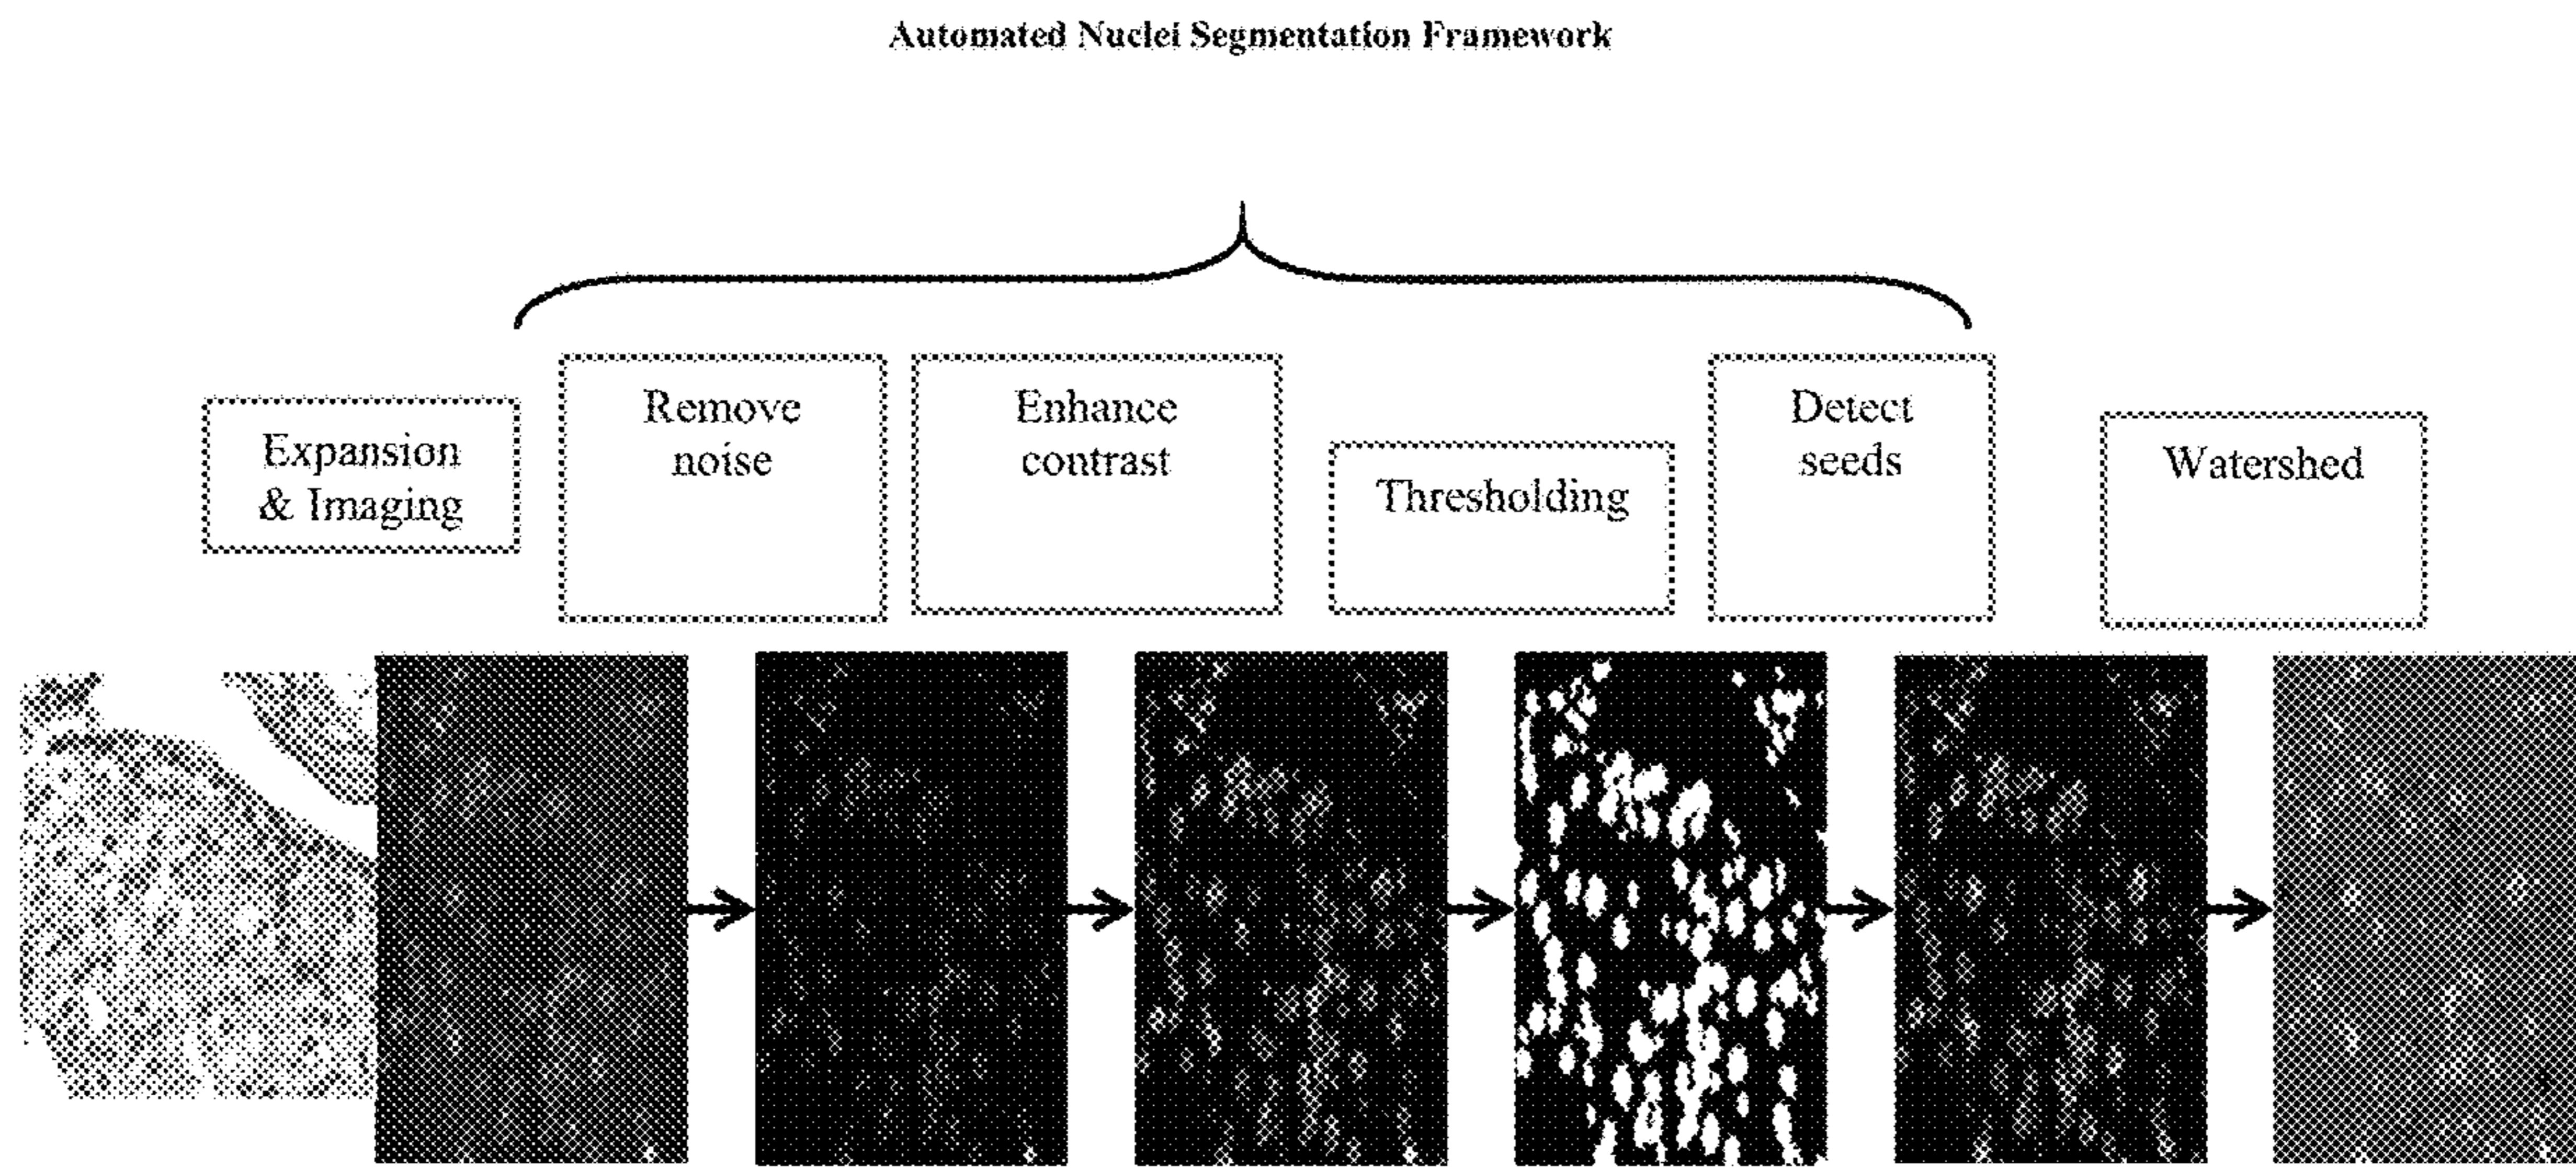 Automated Nuclei Segmentation Framework
Expansion
& Imaging
Remove
noise
Enhance
contrast
Thresholding
Detect
seeds
Watershed